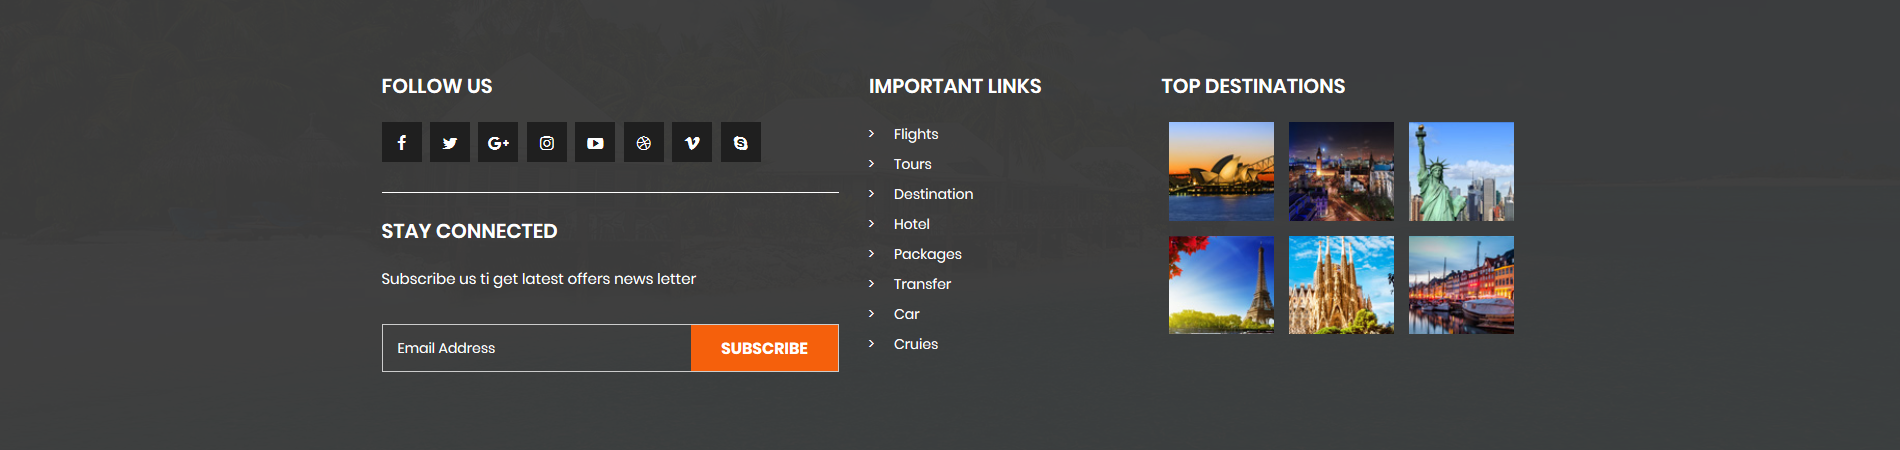 FOLLOW US
STAY CONNECTED
Subscribe us ti get latest offers news letter
Email Address
SUBSCRIBE
IMPORTANT LINKS
Flights
Tours
Destination
Hotel
Packages
Transfer
Car
Cruies
TOP DESTINATIONS